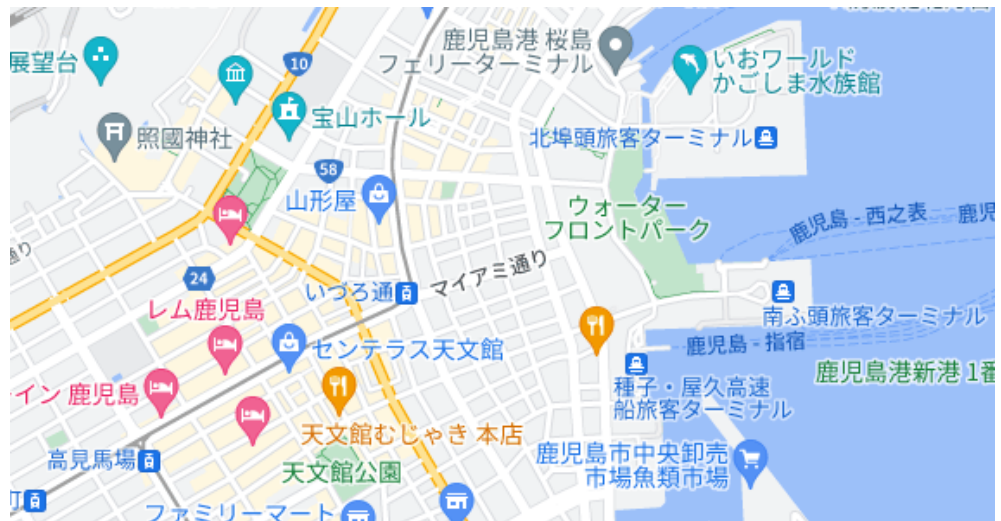 鹿児島港 桜島
フェリーターミナル
いおワールド
かごしま水族館
展望台
10
宝山ホール
照國神社
北埠頭旅客ターミナル
58
山形屋
ウォーター
フロントパーク
鹿児島 - 西之表
鹿児
通り
24
いづろ通
マイアミ通り
レム鹿児島
南ふ頭旅客ターミナル
センテラス天文館
鹿児島 - 指宿
鹿児島港新港 1番
イン 鹿児島
種子・屋久高速
船旅客ターミナル
天文館むじゃき 本店
高見馬場
天文館公園
鹿児島市中央卸売
市場魚類市場
町
ファミリーマート